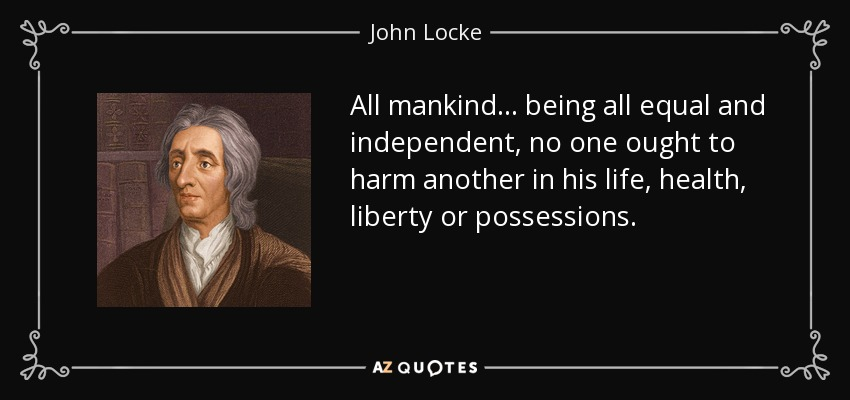 John Locke
All mankind... being all equal and
independent, no one ought to
harm another in his life, health,
liberty or possessions.
AZ QUOTES